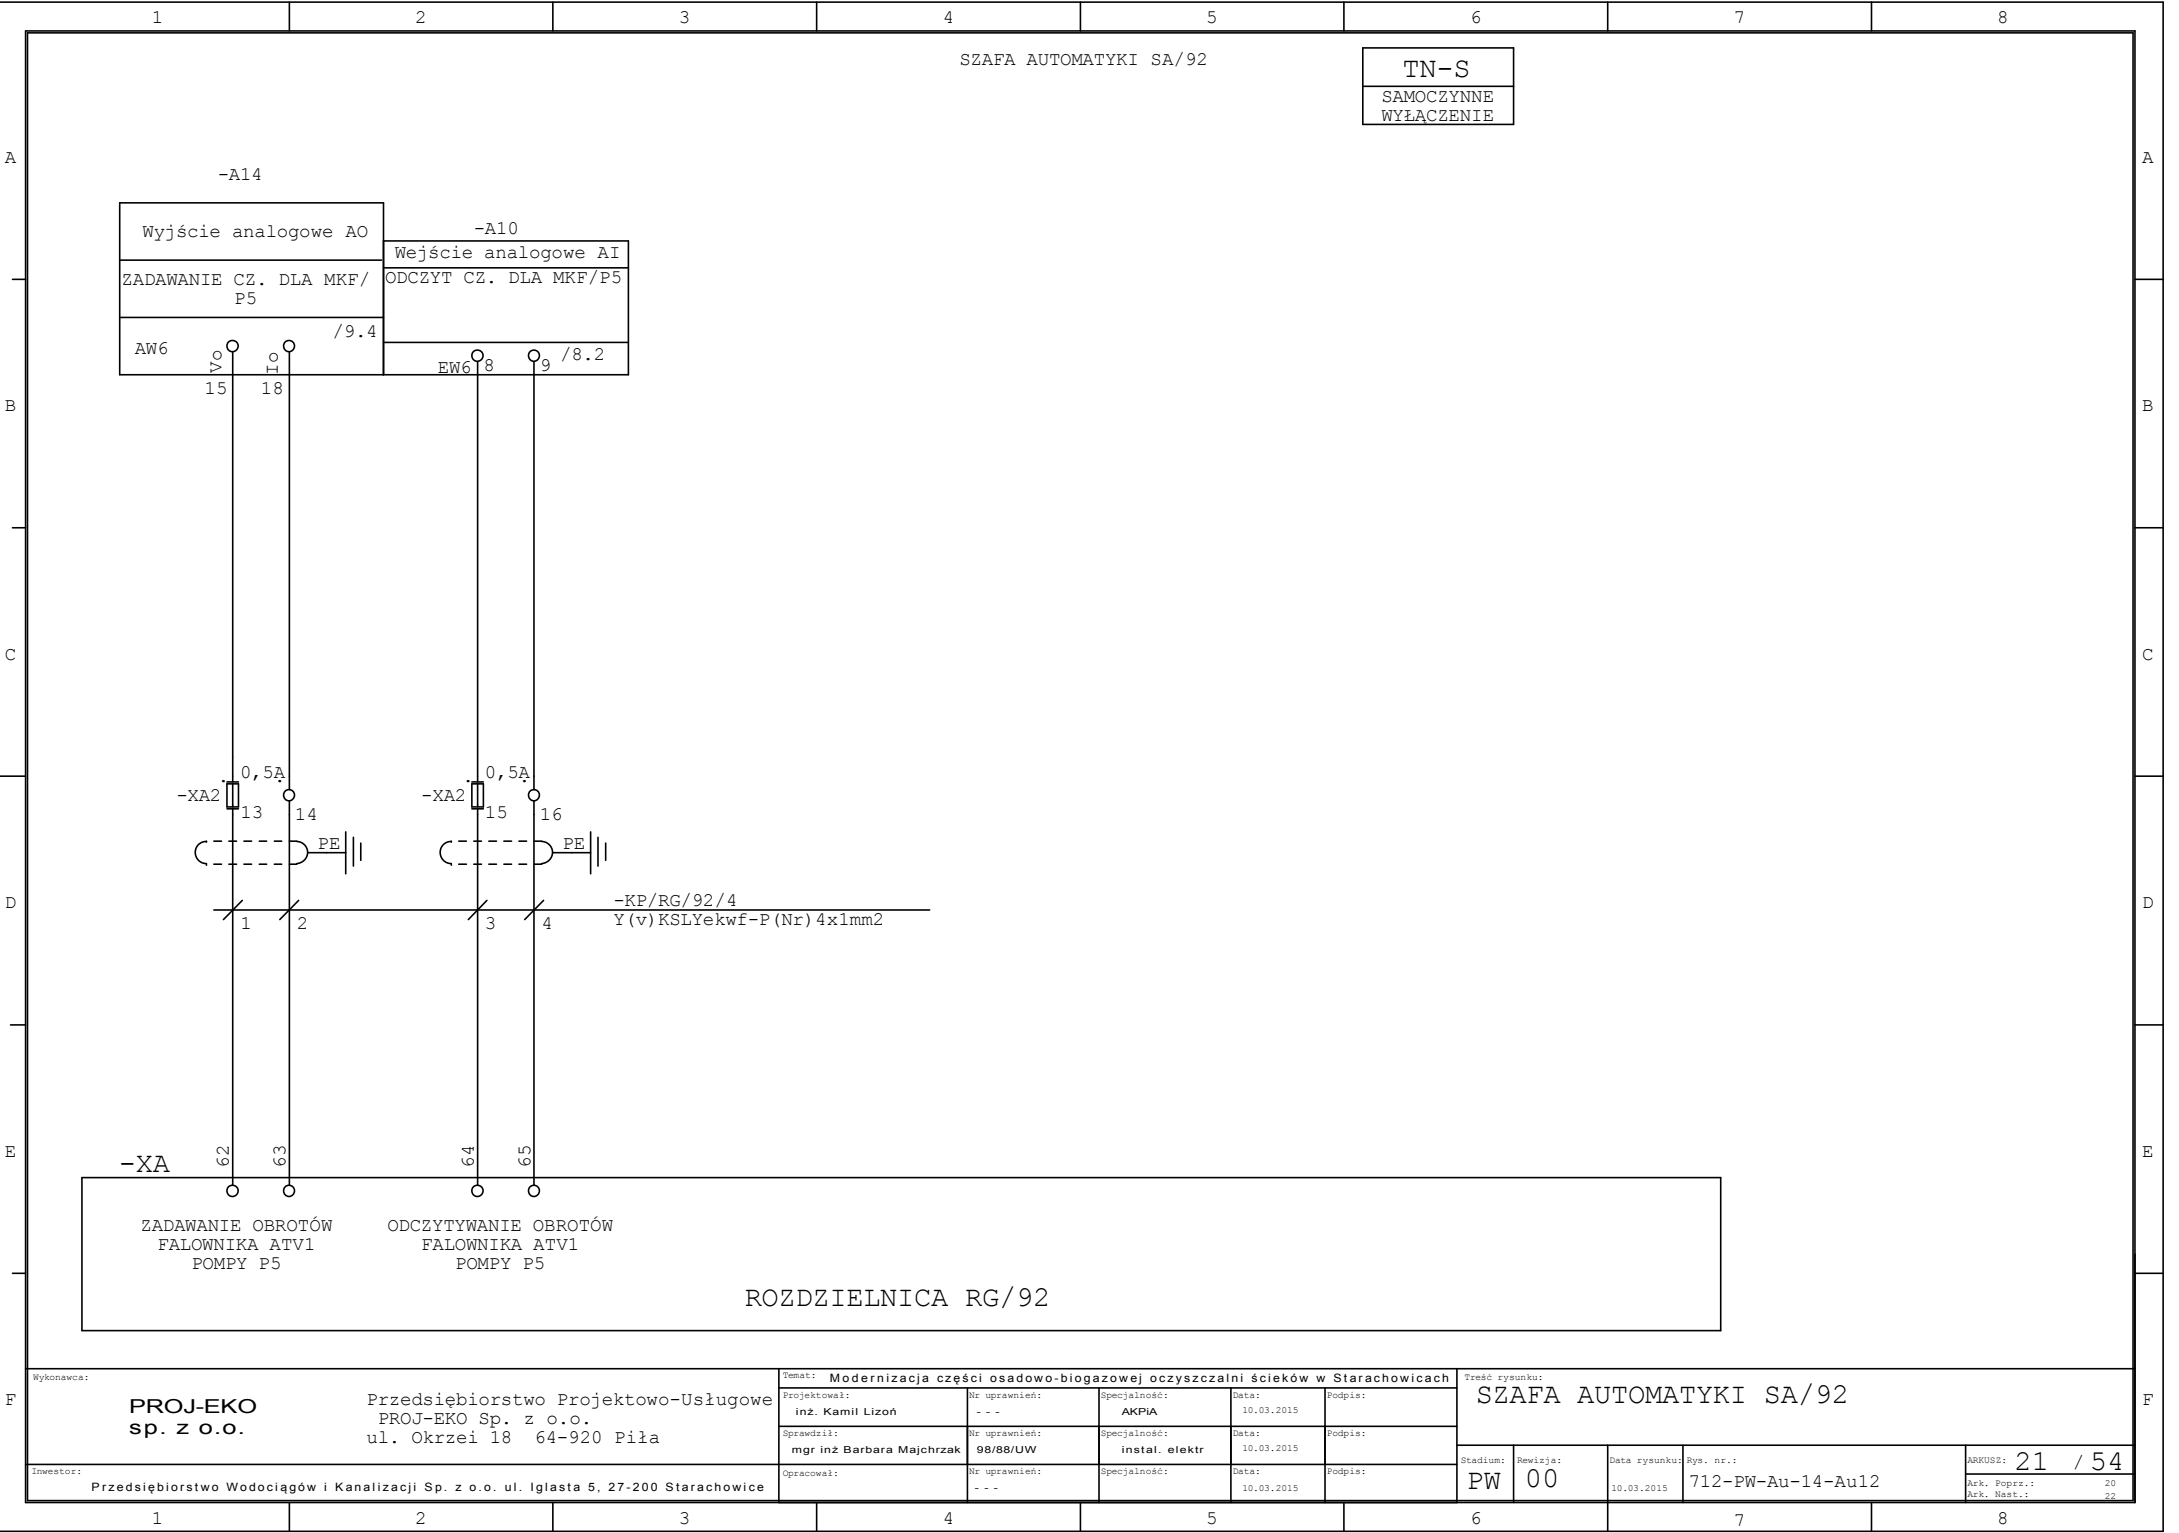 1 2 3 4 5 6 7 8
SZAFA AUTOMATYKI SA/92
TN-S
SAMOCZYNNE
WYŁĄCZENIE
A A
-A14
Wyjście analogowe AO
-A10
Wejście analogowe AI
ZADAWANIE CZ. DLA MKF/
P5
ODCZYT CZ. DLA MKF/P5
/9.4
AW6 Vo Io
/8.2
EW6 8 9
15 18
B B
C C
0,5A 0,5A
-XA2 13 14 -XA2 15 16
PE PE
D D
-KP/RG/92/4
1 2 3 4 Y(v)KSLYekwf-P(Nr)4x1mm2
E E
-XA 62 63 64 65
ZADAWANIE OBROTÓW
FALOWNIKA ATV1
POMPY P5
ODCZYTYWANIE OBROTÓW
FALOWNIKA ATV1
POMPY P5
ROZDZIELNICA RG/92
F F
Wykonawca:
PROJ-EKO
sp. z o.o.
Przedsiębiorstwo Projektowo-Usługowe
PROJ-EKO Sp. z o.o.
ul. Okrzei 18 64-920 Piła
Inwestor:
Przedsiębiorstwo Wodociągów i Kanalizacji Sp. z o.o. ul. Iglasta 5, 27-200 Starachowice
Temat: Modernizacja części osadowo-biogazowej oczyszczalni ścieków w Starachowicach
Projektował: Nr uprawnień: Specjalność: Data: Podpis:
inż. Kamil Lizoń - - - AKPiA 10.03.2015
Sprawdził: Nr uprawnień: Specjalność: Data: Podpis:
mgr inż Barbara Majchrzak 98/88/UW instal. elektr 10.03.2015
Opracował: Nr uprawnień: Specjalność: Data: Podpis:
- - - 10.03.2015
Treść rysunku:
SZAFA AUTOMATYKI SA/92
Stadium: Rewizja: Data rysunku: Rys. nr.:
PW 00 10.03.2015 712-PW-Au-14-Au12
ARKUSZ: 21 / 54
Ark. Poprz.: 20
Ark. Nast.: 22
1 2 3 4 5 6 7 8